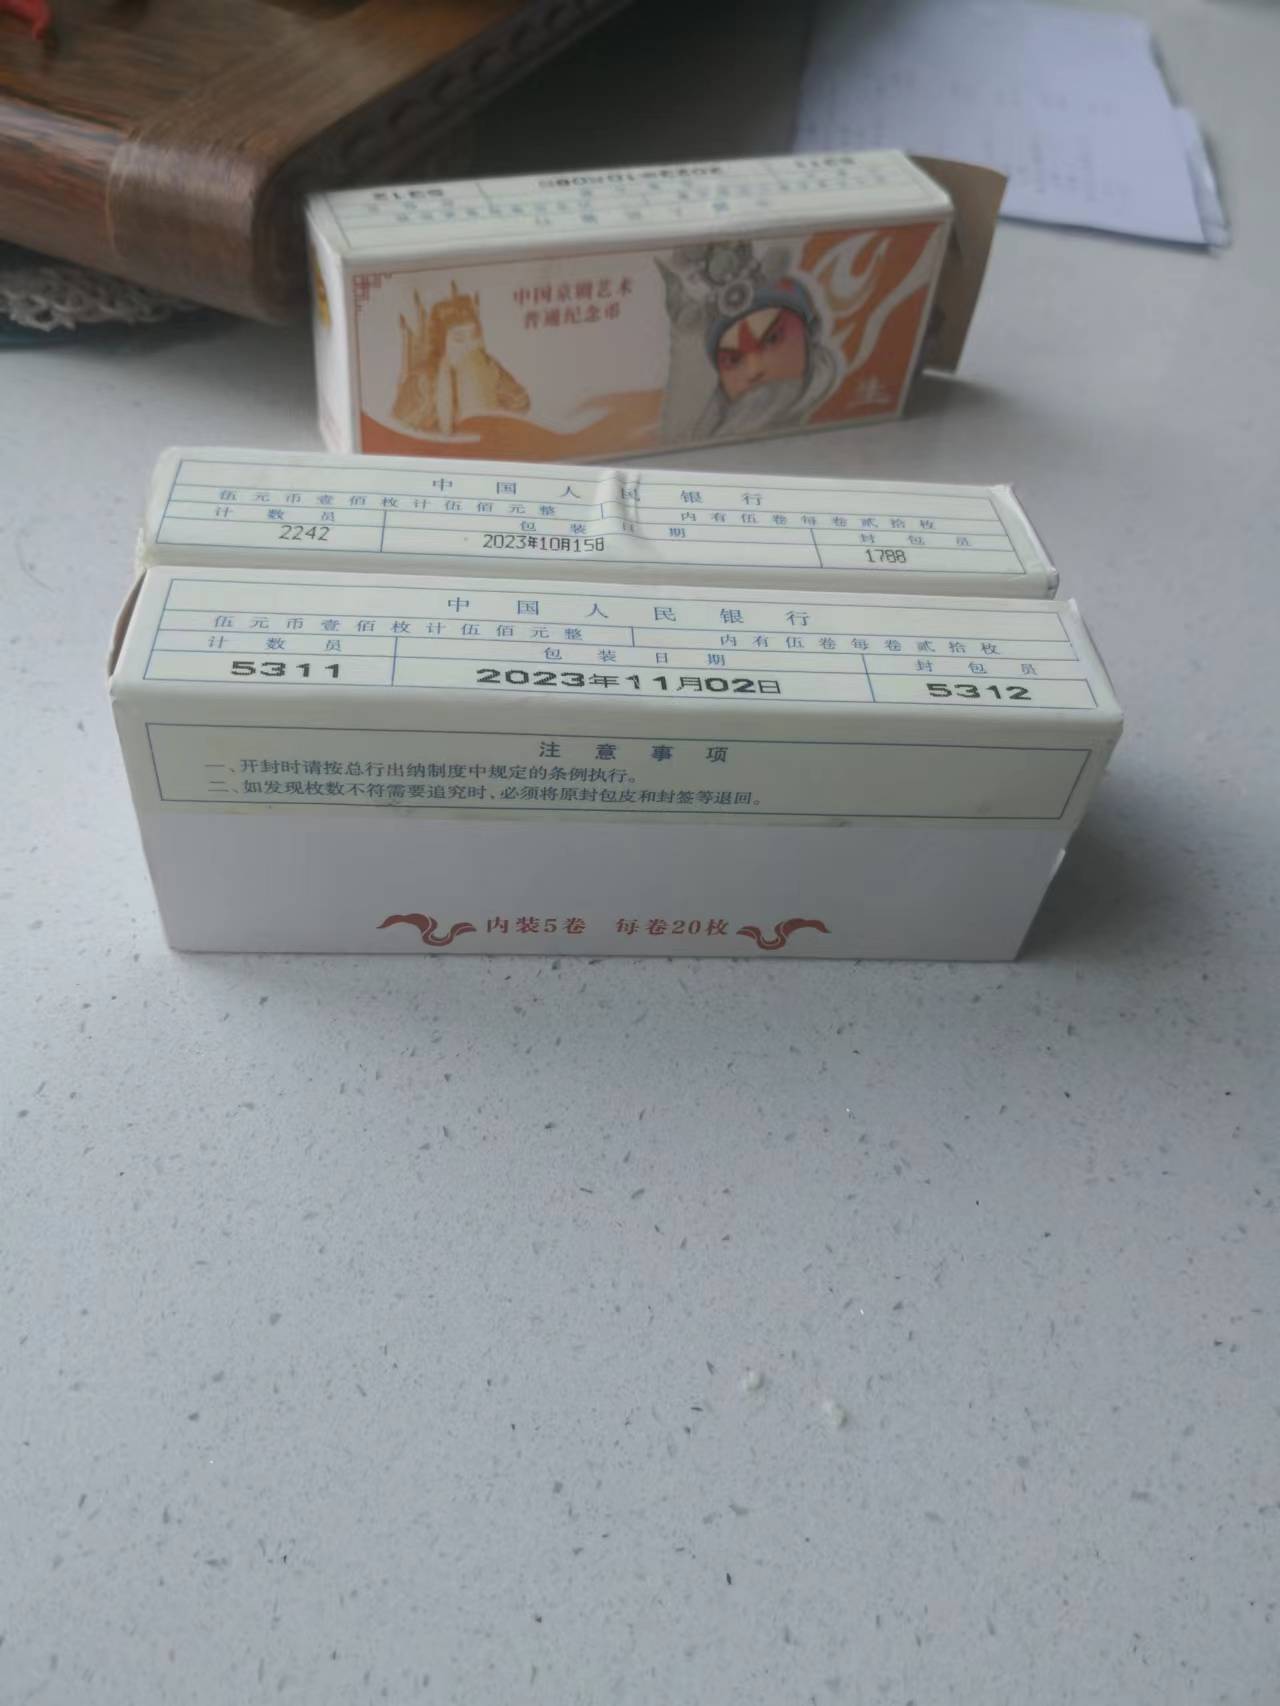 中国京剧艺术
普通纪念币
生
中国人民银行
伍元币壹佰枚计伍佰元整 内有伍卷每卷贰拾枚
计数员 包装日期 封包员
2242 2023年10月15日 1788
中国人民银行
伍元币壹佰枚计伍佰元整 内有伍卷每卷贰拾枚
计数员 包装日期 封包员
5311 2023年11月02日 5312
注意事项
一、开封时请按总行出纳制度中规定的条例执行。
二、如发现枚数不符需要追究时、必须将原封包皮和封签等退回。
内装5卷 每卷20枚